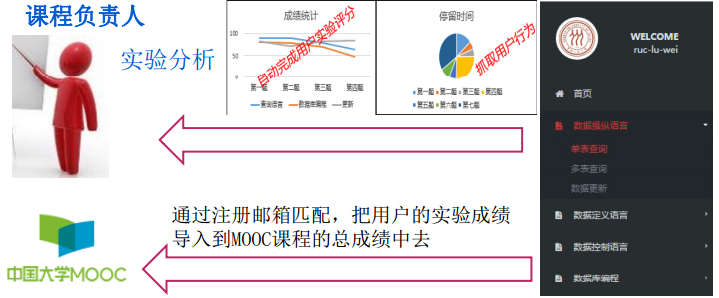 课程负责人
实验分析
成绩统计
100
50
0
第一题 第二题 第三题 第四题
查询语言 数据库编程 更新
自动完成用户实验评分
停留时间
抓取用户行为
第一题 第二题 第三题 第四题
第五题 第六题 第七题
WELCOME
ruc-lu-wei
首页
数据操纵语言
单表查询
多表查询
数据更新
数据定义语言
数据控制语言
数据库编程
通过注册邮箱匹配，把用户的实验成绩
导入到MOOC课程的总成绩中去
中国大学MOOC